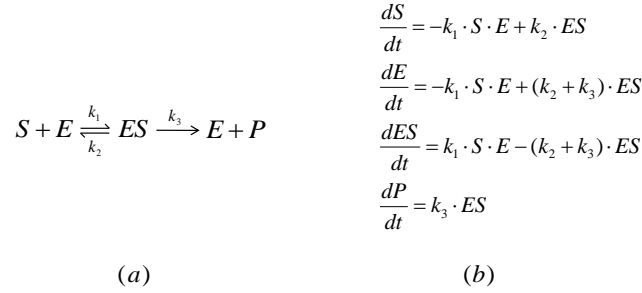 S + E ⇌ ES → E + P
k₁
k₂
k₃
(a)
dS/dt = −k₁·S·E + k₂·ES
dE/dt = −k₁·S·E + (k₂ + k₃)·ES
dES/dt = k₁·S·E − (k₂ + k₃)·ES
dP/dt = k₃·ES
(b)